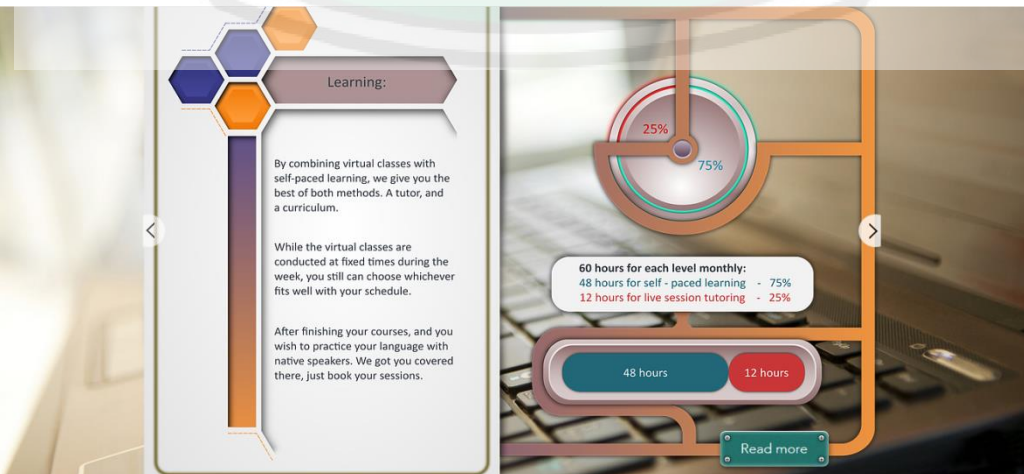 Learning:
By combining virtual classes with
self-paced learning, we give you the
best of both methods. A tutor, and
a curriculum.
While the virtual classes are
conducted at fixed times during the
week, you still can choose whichever
fits well with your schedule.
After finishing your courses, and you
wish to practice your language with
native speakers. We got you covered
there, just book your sessions.
25%
75%
60 hours for each level monthly:
48 hours for self - paced learning - 75%
12 hours for live session tutoring - 25%
48 hours
12 hours
Read more